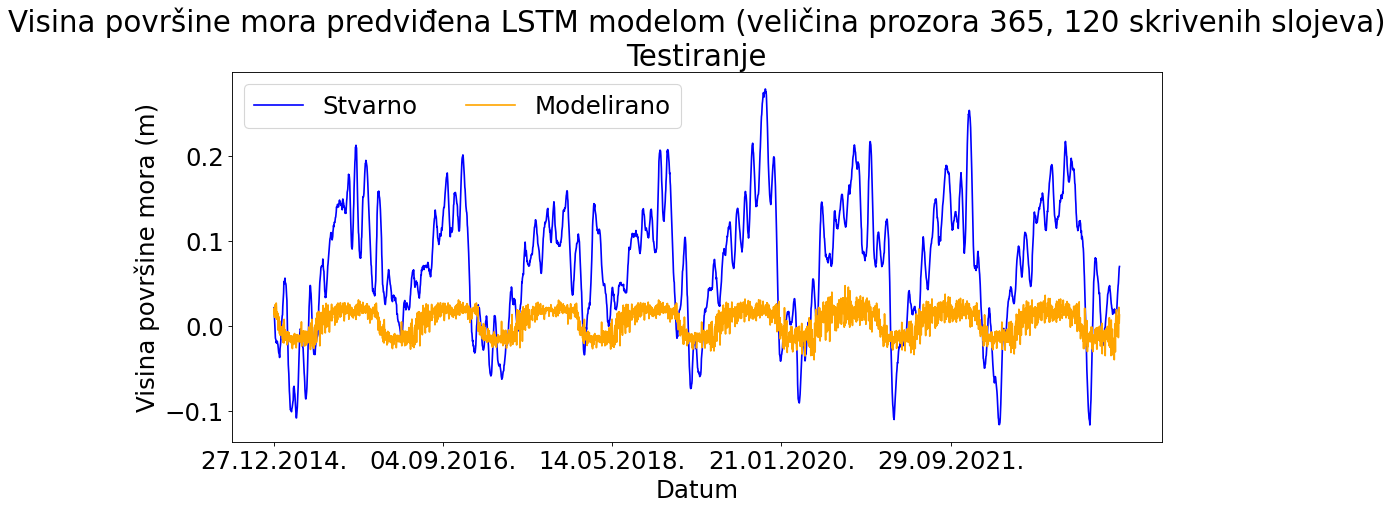 Visina površine mora predviđena LSTM modelom (veličina prozora 365, 120 skrivenih slojeva)
Testiranje
Stvarno
Modelirano
Visina površine mora (m)
0.2
0.1
0.0
−0.1
27.12.2014. 04.09.2016. 14.05.2018. 21.01.2020. 29.09.2021.
Datum